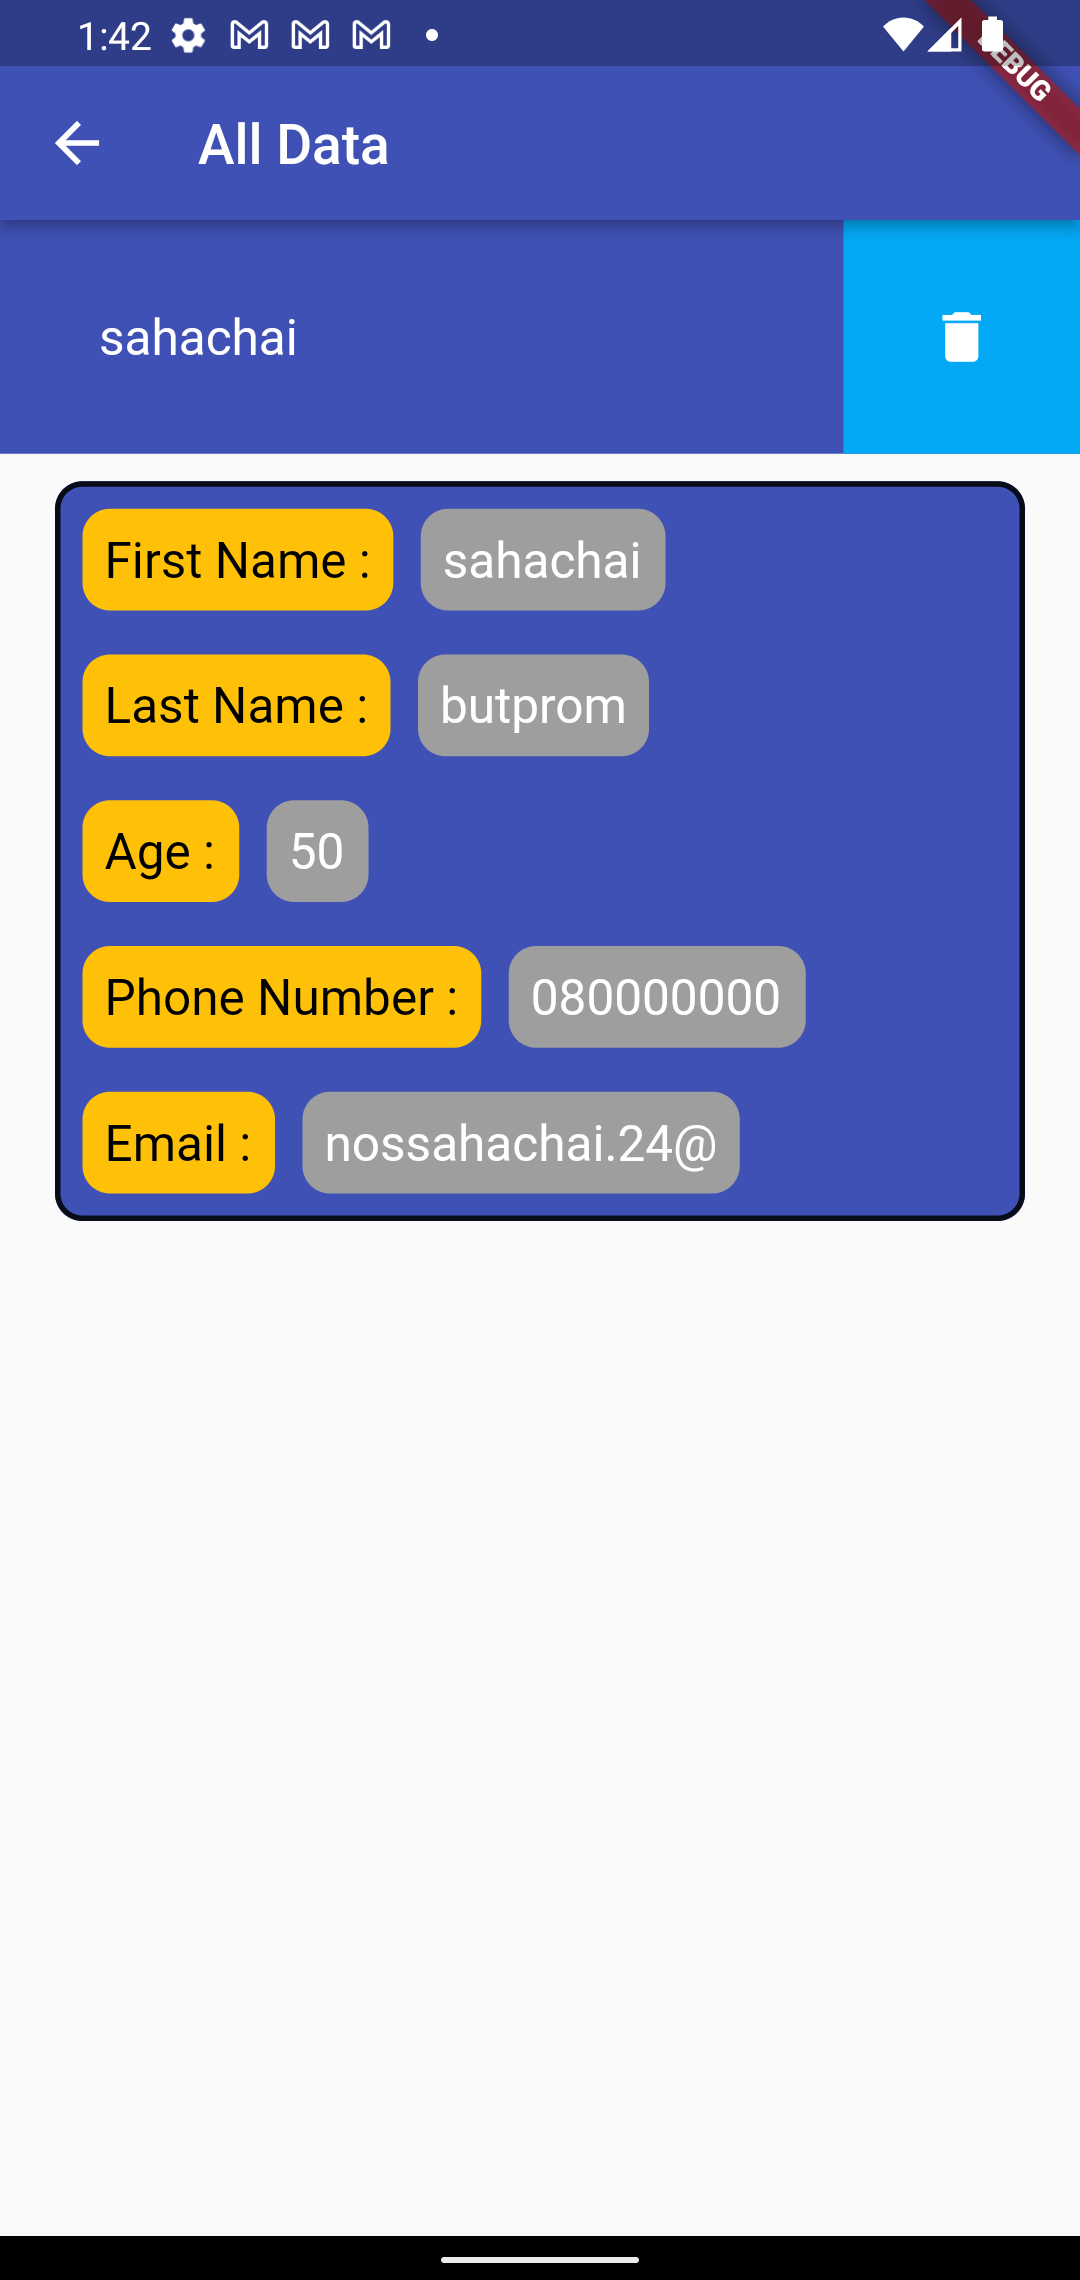 1:42
DEBUG
All Data
sahachai
First Name : sahachai
Last Name : butprom
Age : 50
Phone Number : 080000000
Email : nossahachai.24@